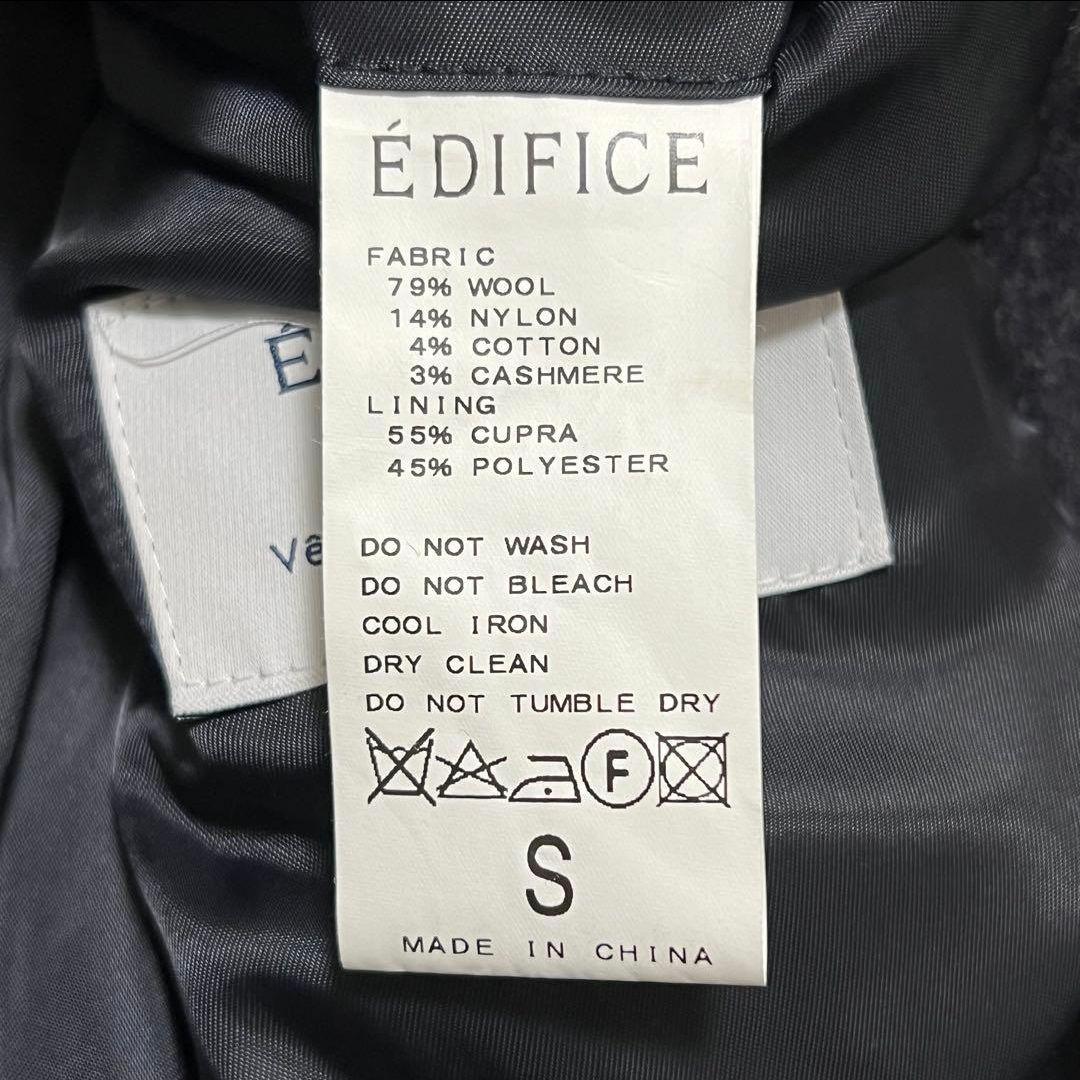 ÉDIFICE
FABRIC
79% WOOL
14% NYLON
4% COTTON
3% CASHMERE
LINING
55% CUPRA
45% POLYESTER
DO NOT WASH
DO NOT BLEACH
COOL IRON
DRY CLEAN
DO NOT TUMBLE DRY
F
S
MADE IN CHINA